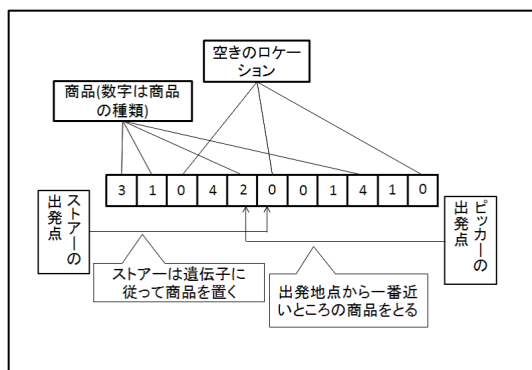 空きのロケー
ション
商品(数字は商品
の種類)
3 1 0 4 2 0 0 1 4 1 0
ストアーの
出発点
ピッカーの
出発点
ストアーは遺伝子に
従って商品を置く
出発地点から一番近
いところの商品をとる